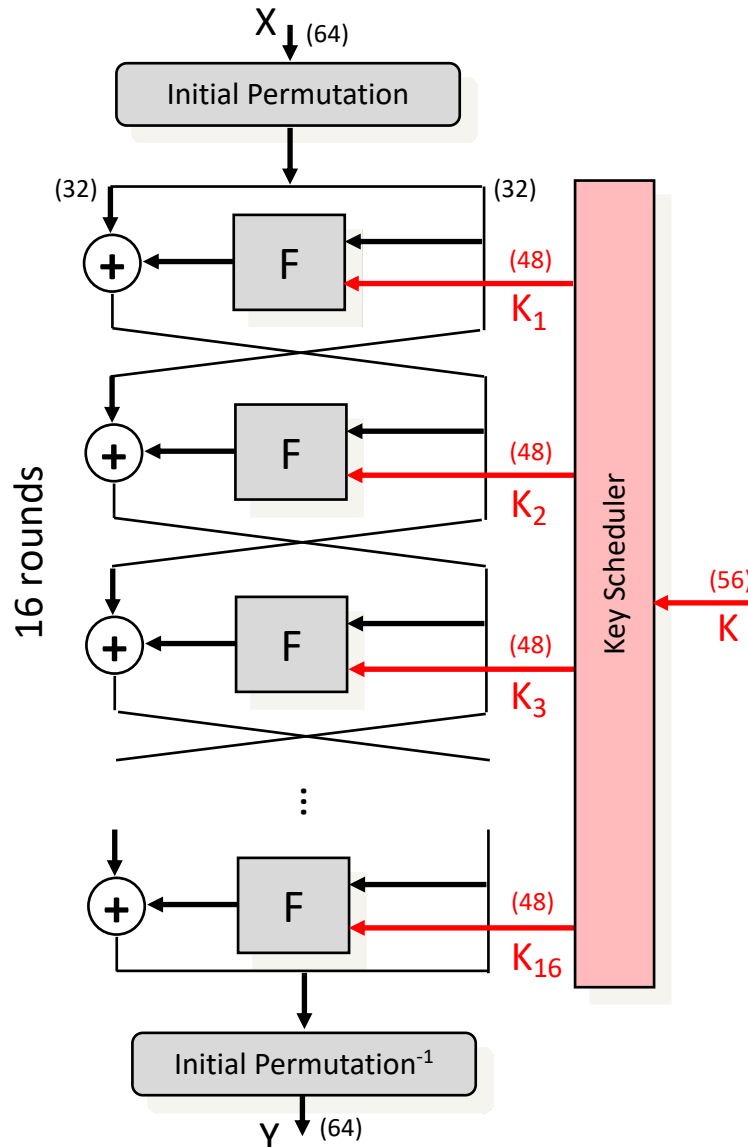 X (64)
Initial Permutation
(32) (32)
+ F (48)
K₁
+ F (48)
K₂
16 rounds
Key Scheduler
(56)
K
+ F (48)
K₃
...
+ F (48)
K₁₆
Initial Permutation⁻¹
Y (64)